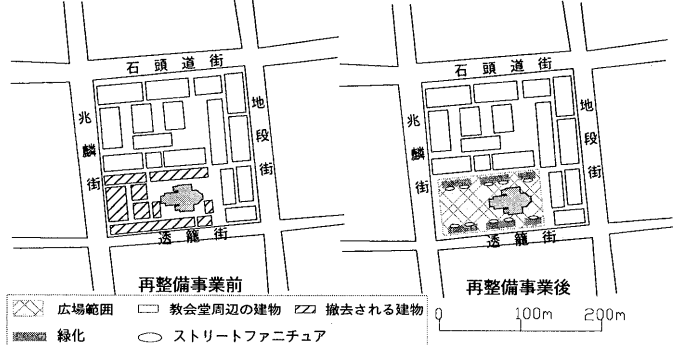 石頭道街
兆麟街
地段街
透籠街
再整備事業前
石頭道街
兆麟街
地段街
透籠街
再整備事業後
広場範囲 教会堂周辺の建物 撤去される建物
緑化 ストリートファニチュア
0 100m 200m